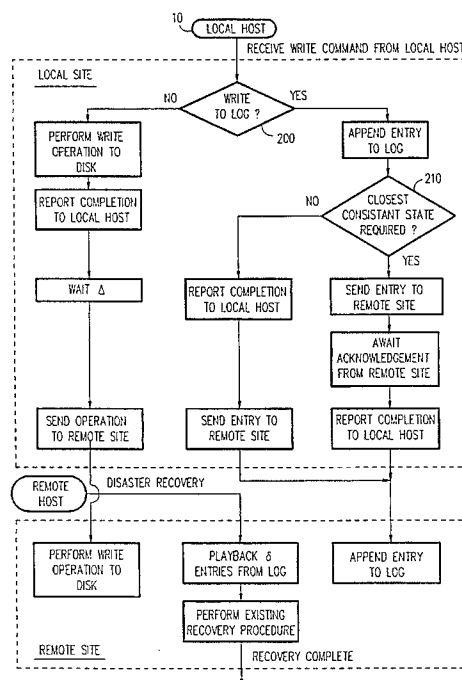 10
LOCAL HOST
RECEIVE WRITE COMMAND FROM LOCAL HOST
LOCAL SITE
NO
WRITE
TO LOG ?
YES
200
PERFORM WRITE
OPERATION TO
DISK
APPEND ENTRY
TO LOG
REPORT COMPLETION
TO LOCAL HOST
210
NO
CLOSEST
CONSISTANT STATE
REQUIRED ?
YES
WAIT Δ
REPORT COMPLETION
TO LOCAL HOST
SEND ENTRY TO
REMOTE SITE
AWAIT
ACKNOWLEDGEMENT
FROM REMOTE SITE
SEND OPERATION
TO REMOTE SITE
SEND ENTRY TO
REMOTE SITE
REPORT COMPLETION
TO LOCAL HOST
REMOTE
HOST
DISASTER RECOVERY
PERFORM WRITE
OPERATION TO
DISK
PLAYBACK δ
ENTRIES FROM LOG
APPEND ENTRY
TO LOG
PERFORM EXISTING
RECOVERY PROCEDURE
REMOTE SITE
RECOVERY COMPLETE